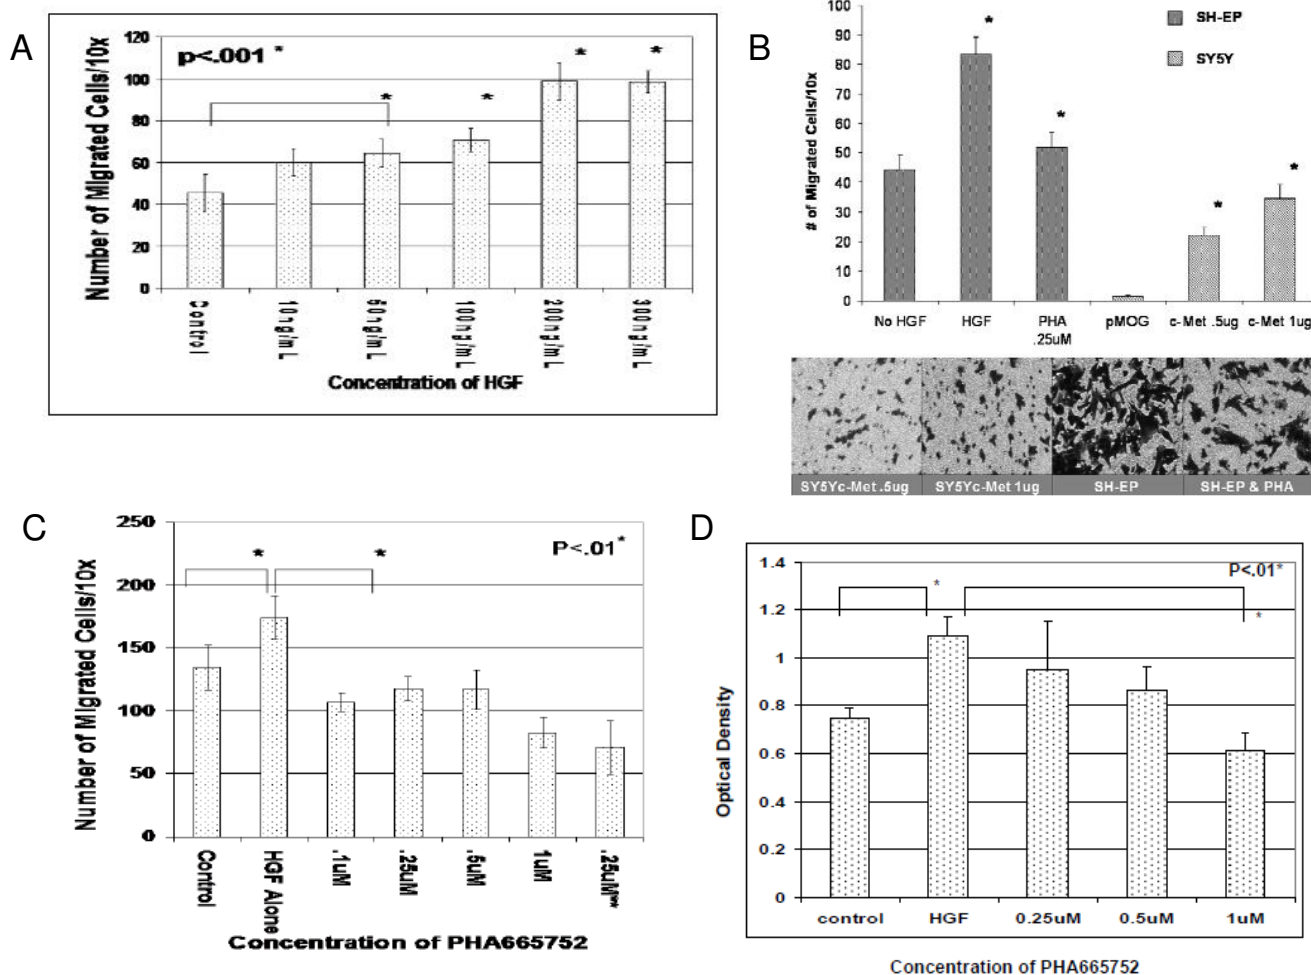 A
p<.001 *
120
100
80
60
40
20
0
Number of Migrated Cells/10x
*
*
*
*
Control
10ng/mL
50ng/mL
100ng/mL
200ng/mL
300ng/mL
Concentration of HGF
B
100
90
80
70
60
50
40
30
20
10
0
# of Migrated Cells/10x
SH-EP
SY5Y
*
*
*
*
No HGF
HGF
PHA
.25uM
pMOG
c-Met .5ug
c-Met 1ug
SY5Yc-Met .5ug
SY5Yc-Met 1ug
SH-EP
SH-EP & PHA
C
250
200
150
100
50
0
Number of Migrated Cells/10x
*
*
P<.01*
Control
HGF Alone
.1uM
.25uM
.5uM
1uM
.25uM**
Concentration of PHA665752
D
1.4
1.2
1
0.8
0.6
0.4
0.2
0
Optical Density
P<.01*
*
*
control
HGF
0.25uM
0.5uM
1uM
Concentration of PHA665752